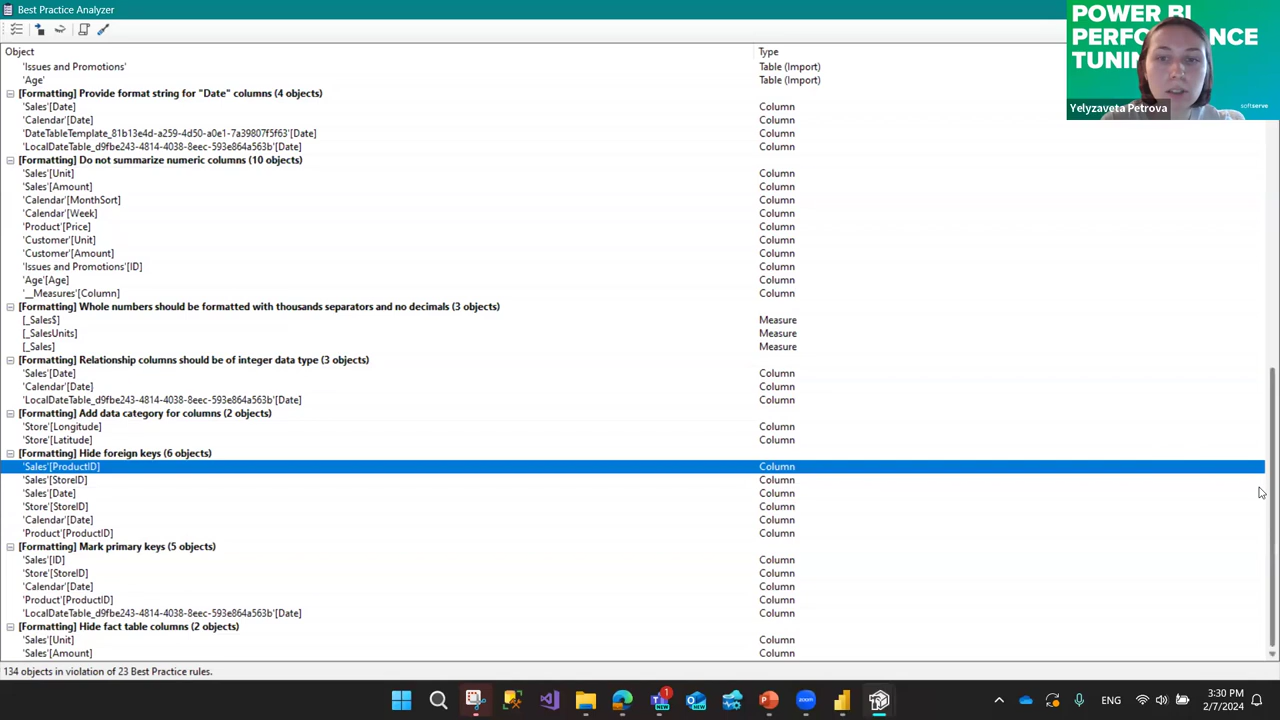 Best Practice Analyzer
Object Type
'Issues and Promotions' Table (Import)
'Age' Table (Import)
[Formatting] Provide format string for "Date" columns (4 objects)
'Sales'[Date] Column
'Calendar'[Date] Column
'DateTableTemplate_81b13e4d-a259-4d50-a0e1-7a39807f5f63'[Date] Column
'LocalDateTable_d9fbe243-4814-4038-8eec-593e864a563b'[Date] Column
[Formatting] Do not summarize numeric columns (10 objects)
'Sales'[Unit] Column
'Sales'[Amount] Column
'Calendar'[MonthSort] Column
'Calendar'[Week] Column
'Product'[Price] Column
'Customer'[Unit] Column
'Customer'[Amount] Column
'Issues and Promotions'[ID] Column
'Age'[Age] Column
'__Measures'[Column] Column
[Formatting] Whole numbers should be formatted with thousands separators and no decimals (3 objects)
[_Sales$] Measure
[_SalesUnits] Measure
[_Sales] Measure
[Formatting] Relationship columns should be of integer data type (3 objects)
'Sales'[Date] Column
'Calendar'[Date] Column
'LocalDateTable_d9fbe243-4814-4038-8eec-593e864a563b'[Date] Column
[Formatting] Add data category for columns (2 objects)
'Store'[Longitude] Column
'Store'[Latitude] Column
[Formatting] Hide foreign keys (6 objects)
'Sales'[ProductID] Column
'Sales'[StoreID] Column
'Sales'[Date] Column
'Store'[StoreID] Column
'Calendar'[Date] Column
'Product'[ProductID] Column
[Formatting] Mark primary keys (5 objects)
'Sales'[ID] Column
'Store'[StoreID] Column
'Calendar'[Date] Column
'Product'[ProductID] Column
'LocalDateTable_d9fbe243-4814-4038-8eec-593e864a563b'[Date] Column
[Formatting] Hide fact table columns (2 objects)
'Sales'[Unit] Column
'Sales'[Amount] Column
134 objects in violation of 23 Best Practice rules.
POWER BI
PERFO CE
TUNIN
softserve
Yelyzaveta Petrova
1
NEW
NEW
zoom
ENG
3:30 PM
2/7/2024